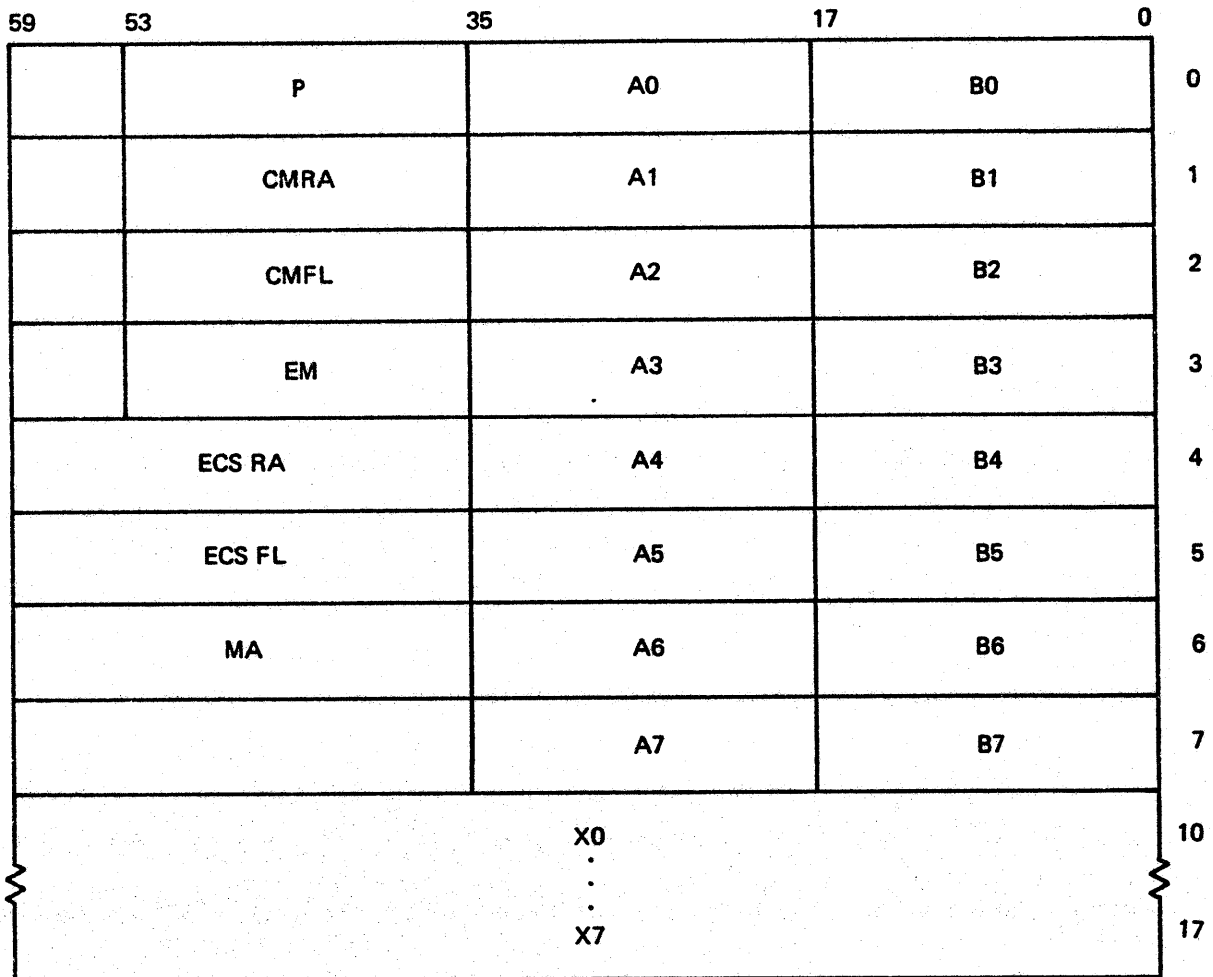 59 53 35 17 0
P A0 B0 0
CMRA A1 B1 1
CMFL A2 B2 2
EM A3 B3 3
ECS RA A4 B4 4
ECS FL A5 B5 5
MA A6 B6 6
A7 B7 7
X0 10
.
.
.
X7 17